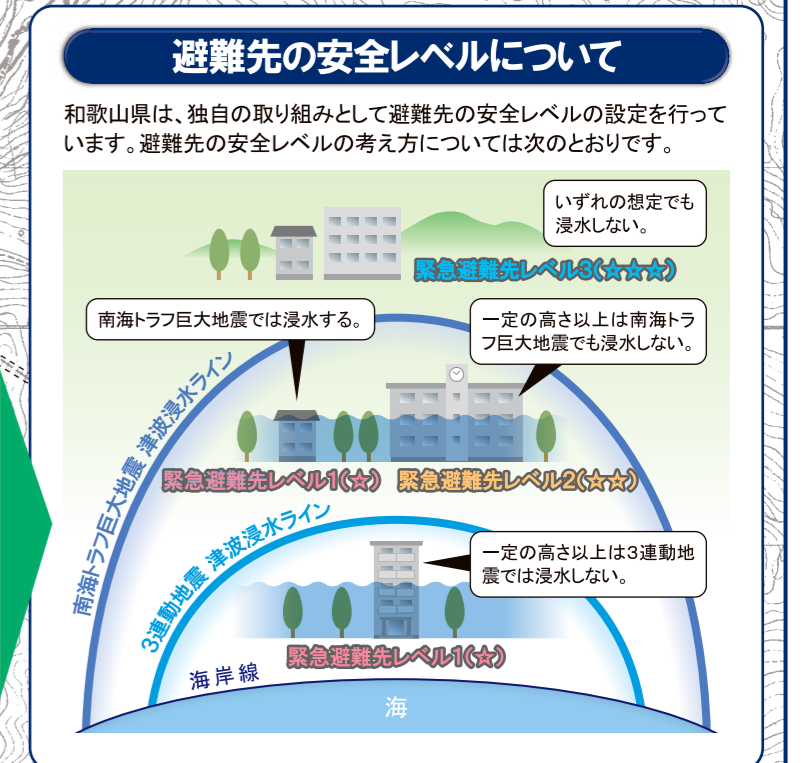 避難先の安全レベルについて
和歌山県は、独自の取り組みとして避難先の安全レベルの設定を行って
います。避難先の安全レベルの考え方については次のとおりです。
いずれの想定でも
浸水しない。
緊急避難先レベル3(☆☆☆)
南海トラフ巨大地震では浸水する。
一定の高さ以上は南海トラ
フ巨大地震でも浸水しない。
南海トラフ巨大地震 津波浸水ライン
緊急避難先レベル1(☆)
緊急避難先レベル2(☆☆)
3連動地震 津波浸水ライン
一定の高さ以上は3連動地
震では浸水しない。
緊急避難先レベル1(☆)
海岸線
海